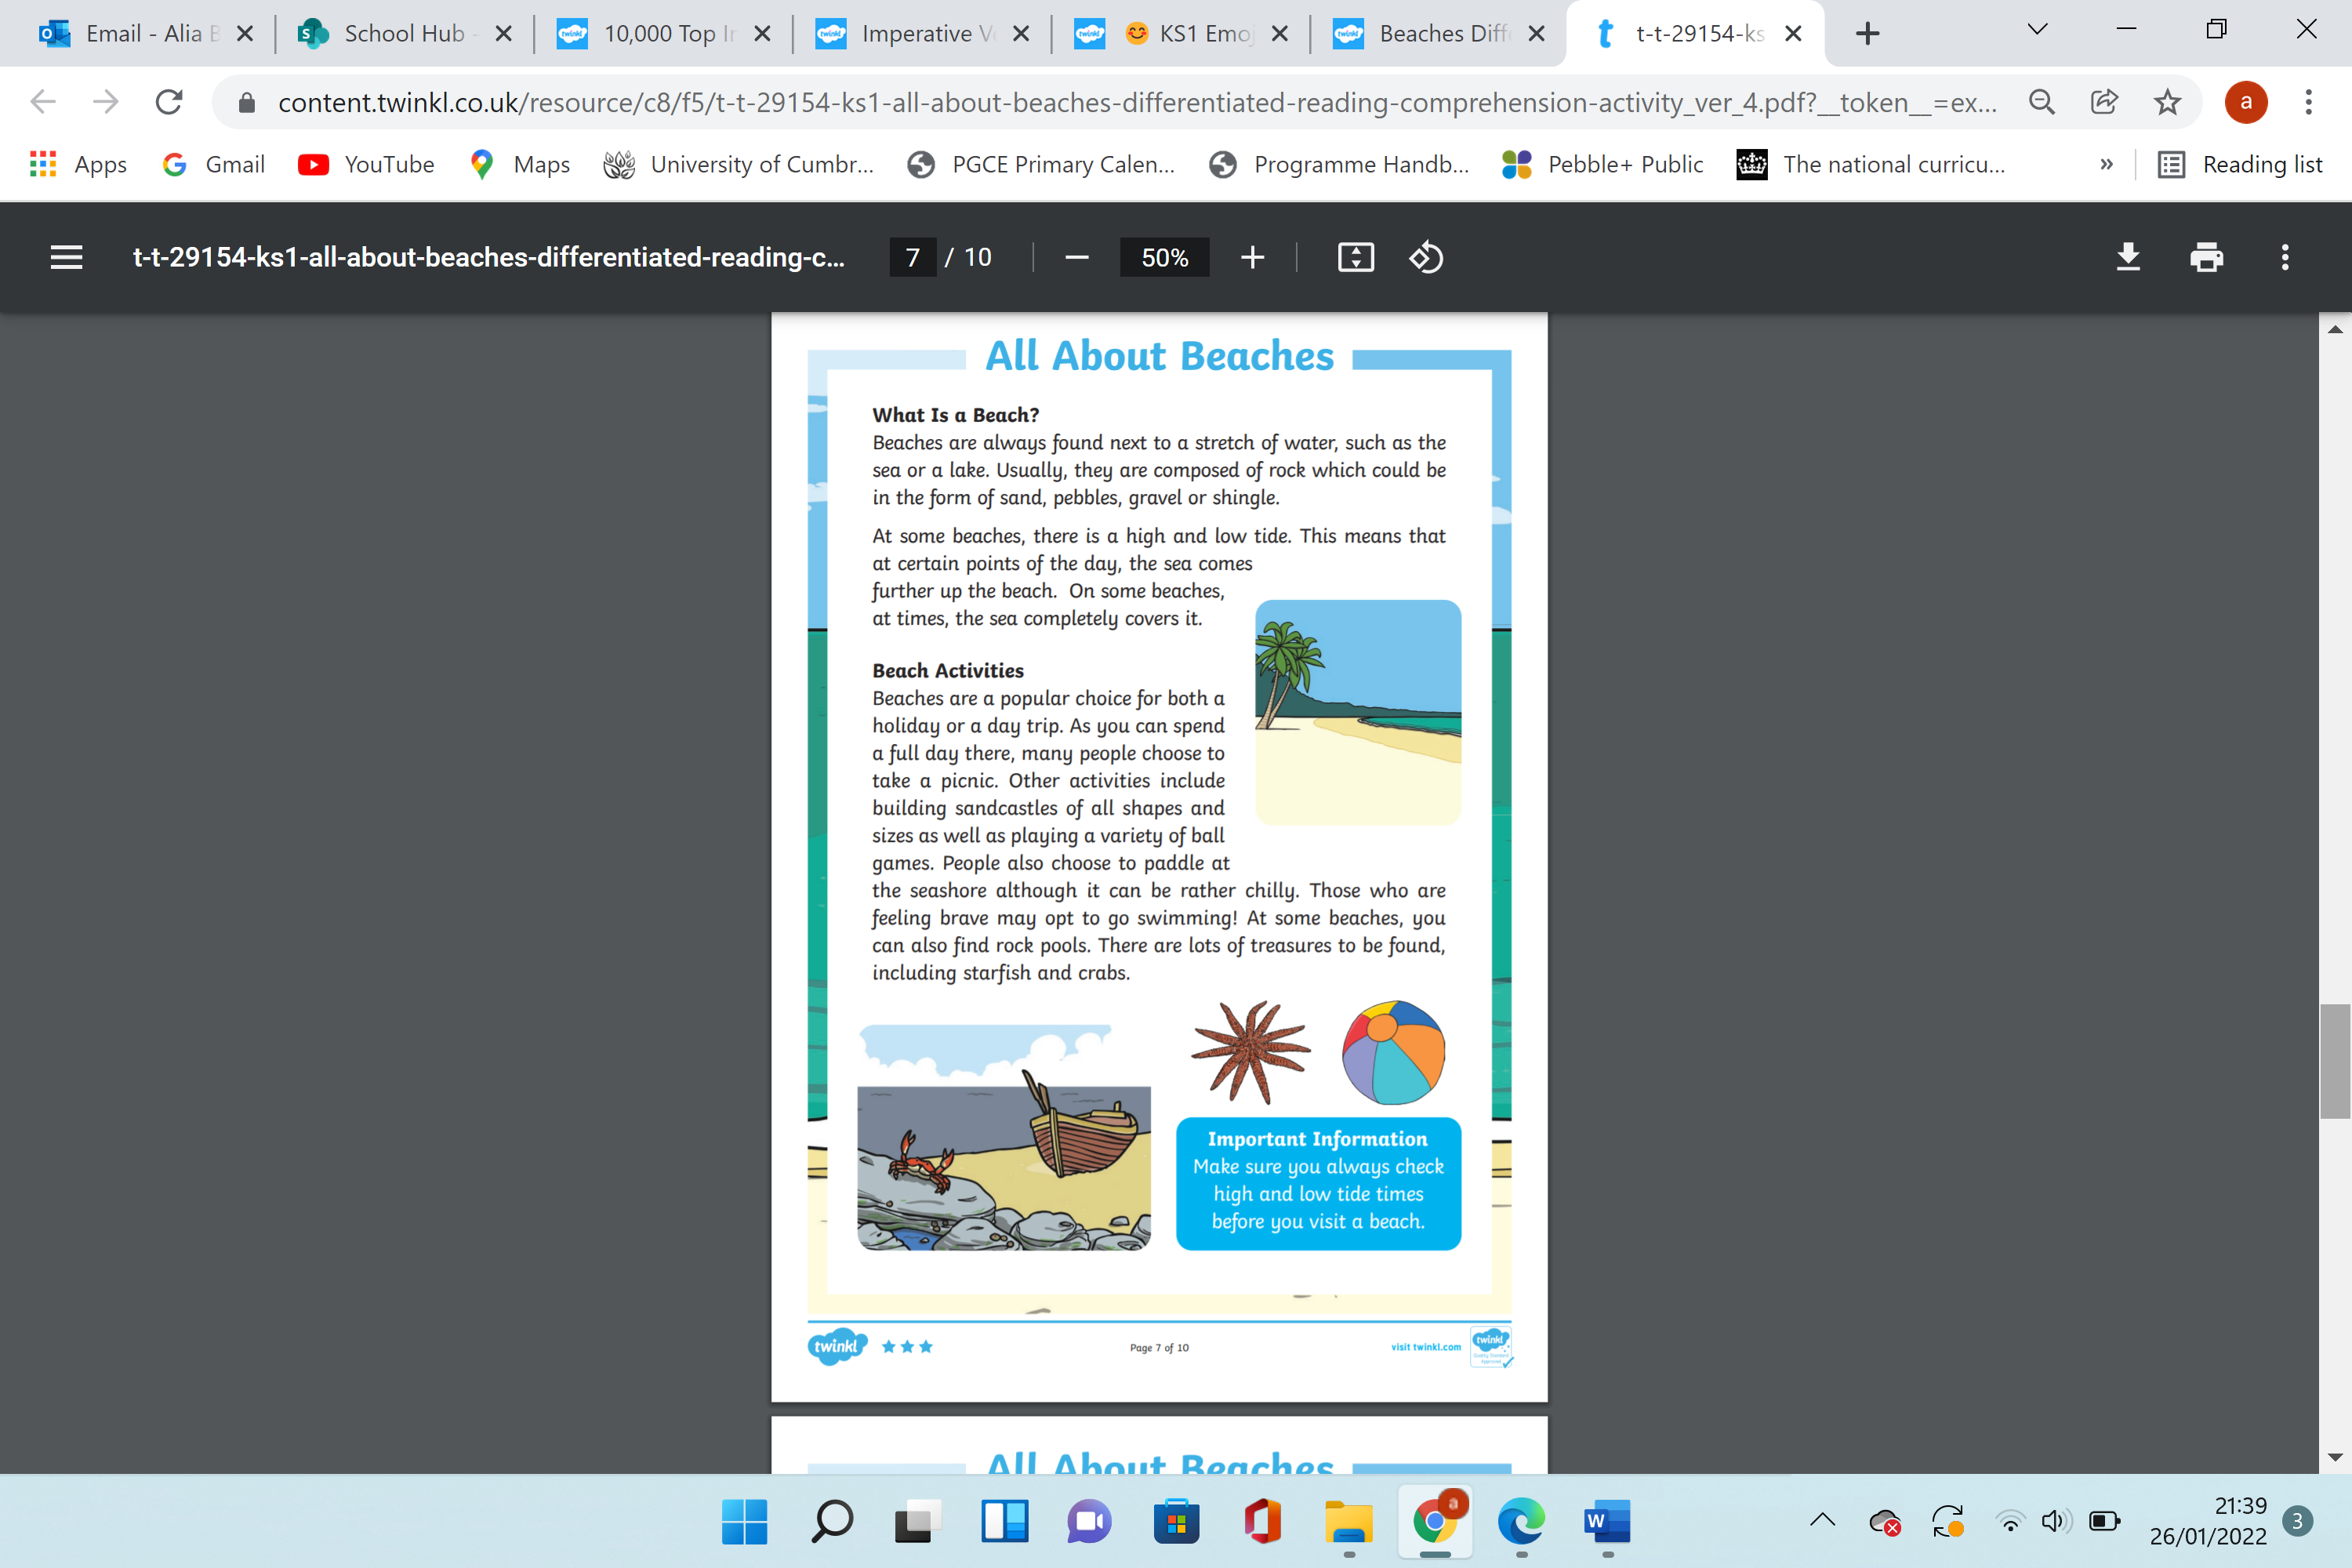 Email - Alia B
School Hub -
10,000 Top Ir
Imperative V
KS1 Emo
Beaches Diff
t-t-29154-ks
content.twinkl.co.uk/resource/c8/f5/t-t-29154-ks1-all-about-beaches-differentiated-reading-comprehension-activity_ver_4.pdf?__token__=ex...
a
Apps
Gmail
YouTube
Maps
University of Cumbr...
PGCE Primary Calen...
Programme Handb...
Pebble+ Public
The national curricu...
»
Reading list
t-t-29154-ks1-all-about-beaches-differentiated-reading-c...
7 / 10
50%
All About Beaches
What Is a Beach?
Beaches are always found next to a stretch of water, such as the
sea or a lake. Usually, they are composed of rock which could be
in the form of sand, pebbles, gravel or shingle.
At some beaches, there is a high and low tide. This means that
at certain points of the day, the sea comes
further up the beach. On some beaches,
at times, the sea completely covers it.
Beach Activities
Beaches are a popular choice for both a
holiday or a day trip. As you can spend
a full day there, many people choose to
take a picnic. Other activities include
building sandcastles of all shapes and
sizes as well as playing a variety of ball
games. People also choose to paddle at
the seashore although it can be rather chilly. Those who are
feeling brave may opt to go swimming! At some beaches, you
can also find rock pools. There are lots of treasures to be found,
including starfish and crabs.
Important Information
Make sure you always check
high and low tide times
before you visit a beach.
twinkl
Page 7 of 10
visit twinkl.com
twinkl
Quality Standard
Approved
All About Beaches
21:39
26/01/2022
3